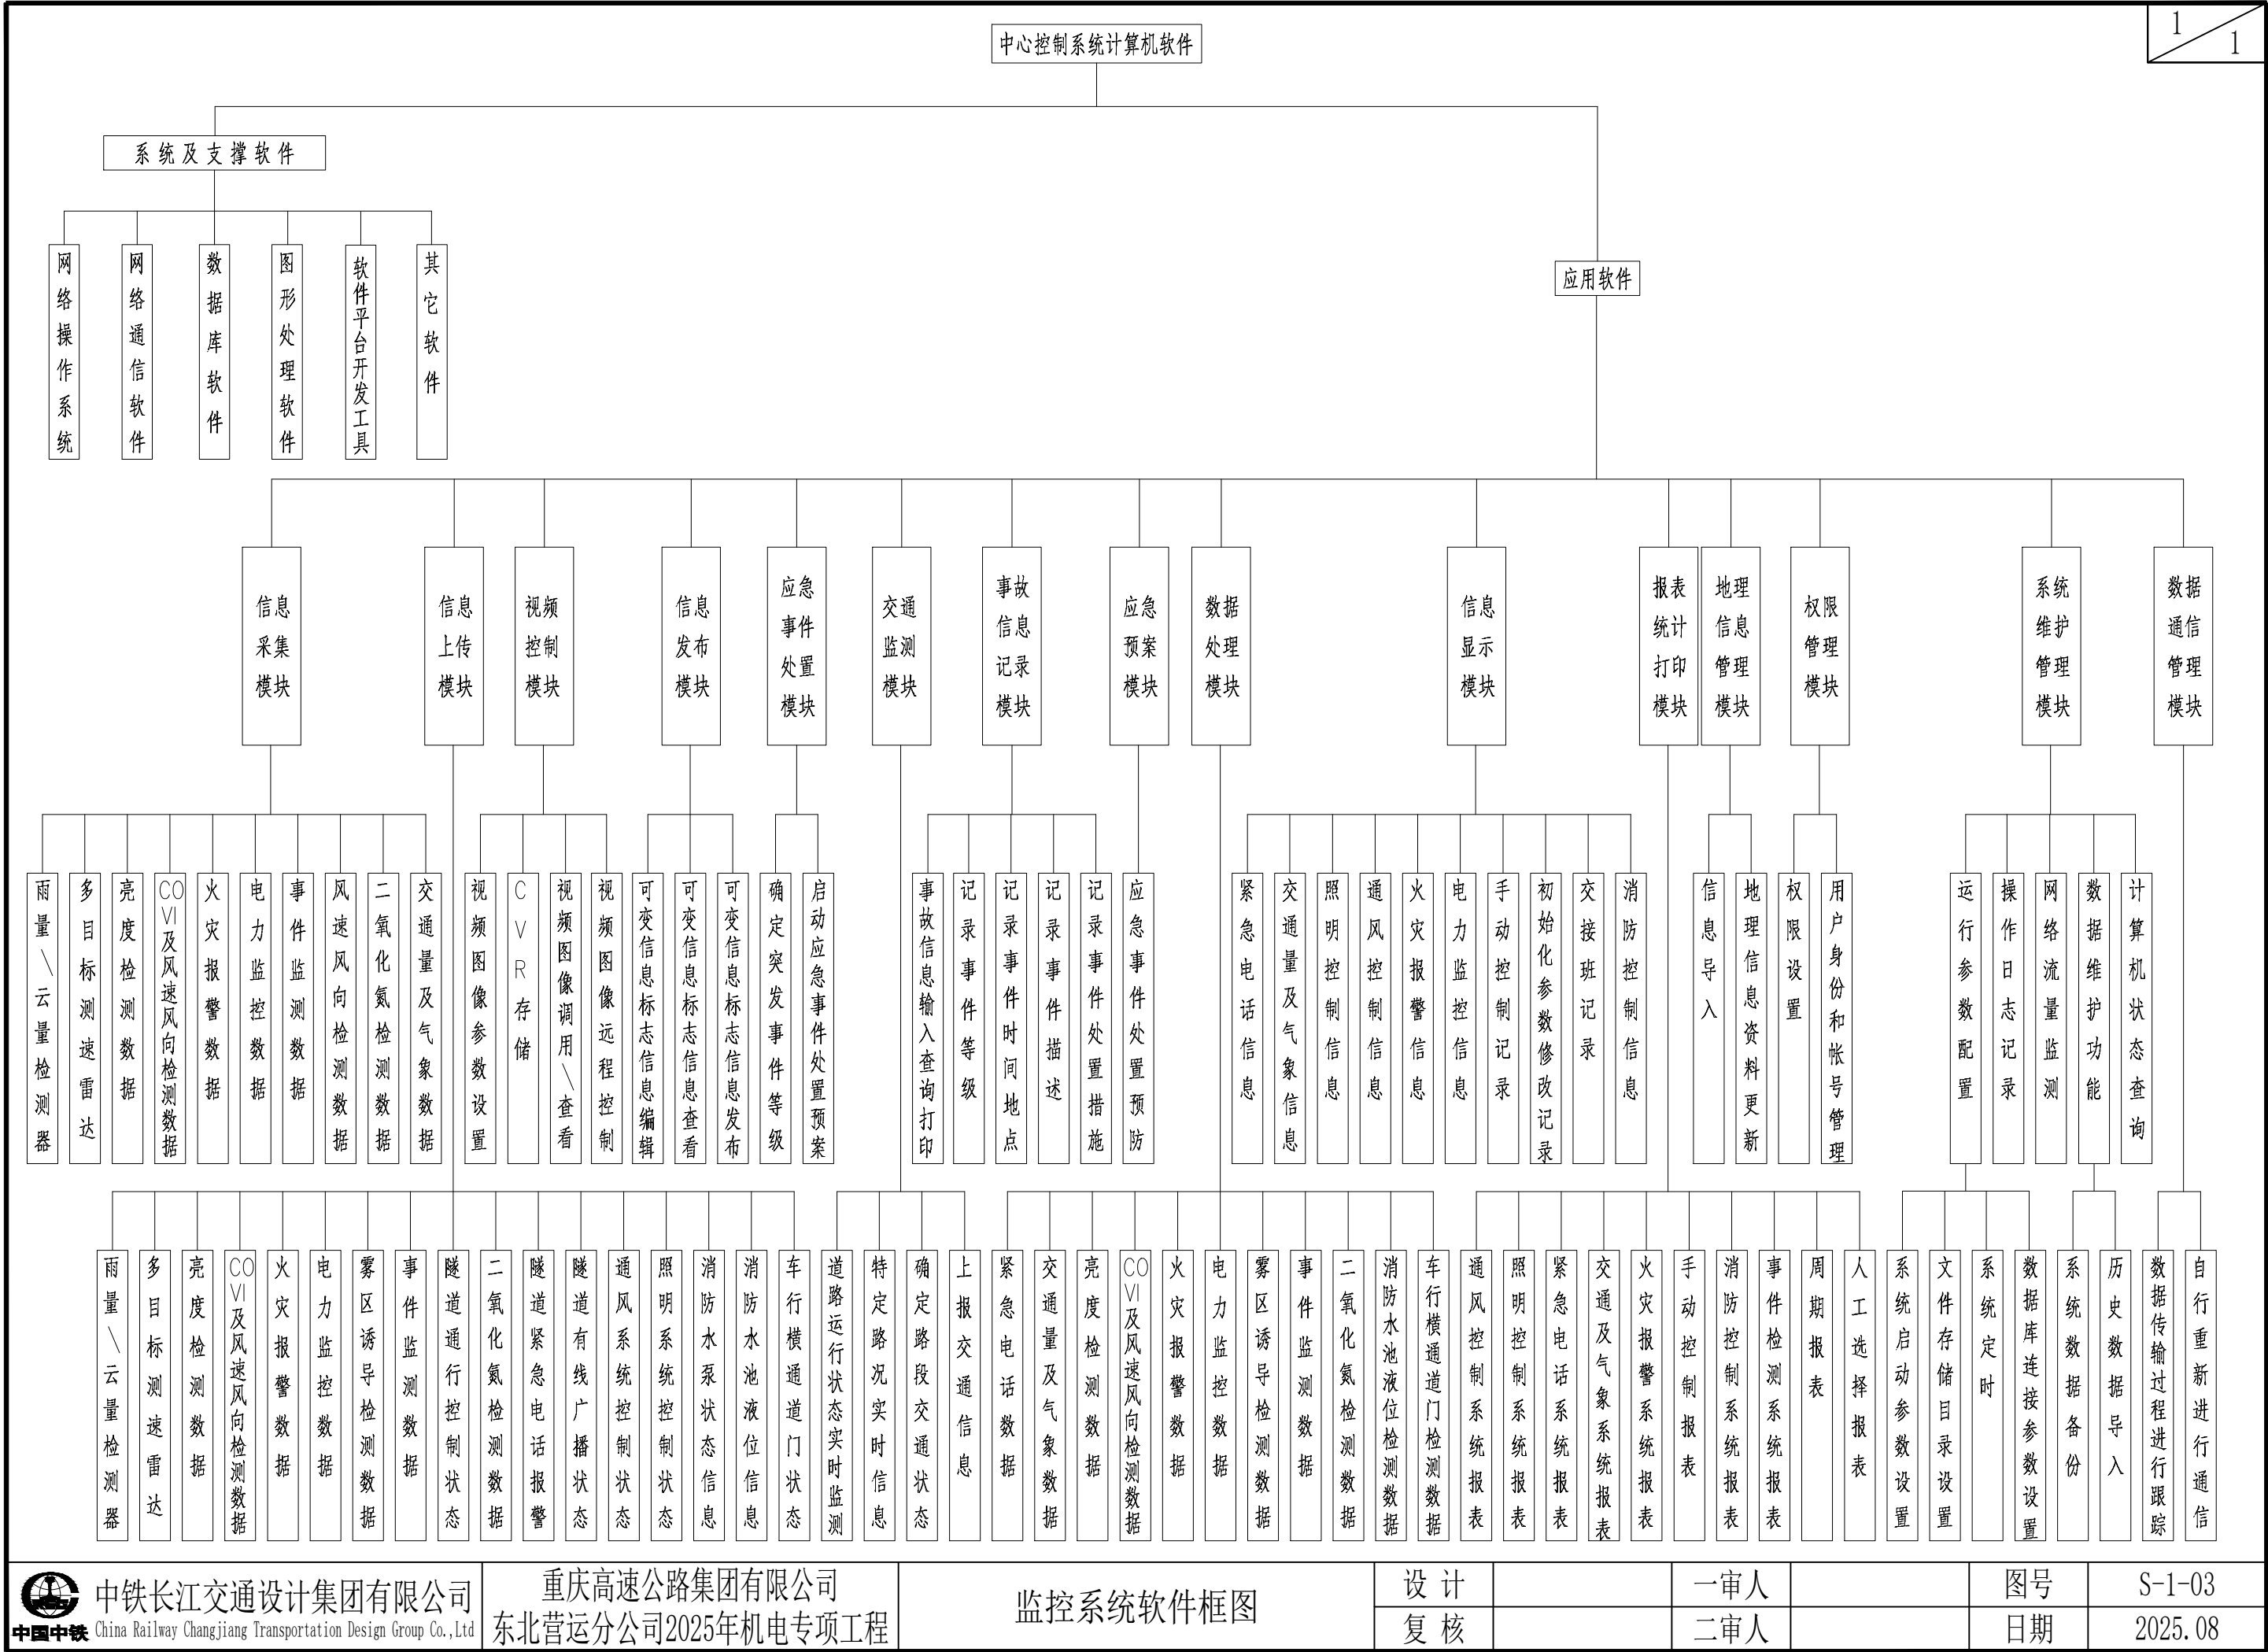 1
1
中心控制系统计算机软件
系统及支撑软件
网络操作系统
网络通信软件
数据库软件
图形处理软件
软件平台开发工具
其它软件
应用软件
信息采集模块
信息上传模块
视频控制模块
信息发布模块
应急事件处置模块
交通监测模块
事故信息记录模块
应急预案模块
数据处理模块
信息显示模块
报表统计打印模块
地理信息管理模块
权限管理模块
系统维护管理模块
数据通信管理模块
雨量\云量检测器
多目标测速雷达
亮度检测数据
COVI及风速风向检测数据
火灾报警数据
电力监控数据
事件监测数据
风速风向检测数据
二氧化氮检测数据
交通量及气象数据
视频图像参数设置
CVR存储
视频图像调用\查看
视频图像远程控制
可变信息标志信息编辑
可变信息标志信息查看
可变信息标志信息发布
确定突发事件等级
启动应急事件处置预案
事故信息输入查询打印
记录事件等级
记录事件时间地点
记录事件描述
记录事件处置措施
应急事件处置预防
紧急电话信息
交通量及气象信息
照明控制信息
通风控制信息
火灾报警信息
电力监控信息
手动控制记录
初始化参数修改记录
交接班记录
消防控制信息
信息导入
地理信息资料更新
权限设置
用户身份和帐号管理
运行参数配置
操作日志记录
网络流量监测
数据维护功能
计算机状态查询
雨量\云量检测器
多目标测速雷达
亮度检测数据
COVI及风速风向检测数据
火灾报警数据
电力监控数据
雾区诱导检测数据
事件监测数据
隧道通行控制状态
二氧化氮检测数据
隧道紧急电话报警
隧道有线广播状态
通风系统控制状态
照明系统控制状态
消防水泵状态信息
消防水池液位信息
车行横通道门状态
道路运行状态实时监测
特定路况实时信息
确定路段交通状态
上报交通信息
紧急电话数据
交通量及气象数据
亮度检测数据
COVI及风速风向检测数据
火灾报警数据
电力监控数据
雾区诱导检测数据
事件监测数据
二氧化氮检测数据
消防水池液位检测数据
车行横通道门检测数据
通风控制系统报表
照明控制系统报表
紧急电话系统报表
交通及气象系统报表
火灾报警系统报表
手动控制报表
消防控制系统报表
事件检测系统报表
周期报表
人工选择报表
系统启动参数设置
文件存储目录设置
系统定时
数据库连接参数设置
系统数据备份
历史数据导入
数据传输过程进行跟踪
自行重新进行通信
中国中铁
中铁长江交通设计集团有限公司
China Railway Changjiang Transportation Design Group Co.,Ltd
重庆高速公路集团有限公司
东北营运分公司2025年机电专项工程
监控系统软件框图
设 计
一审人
图号
S-1-03
复 核
二审人
日期
2025.08